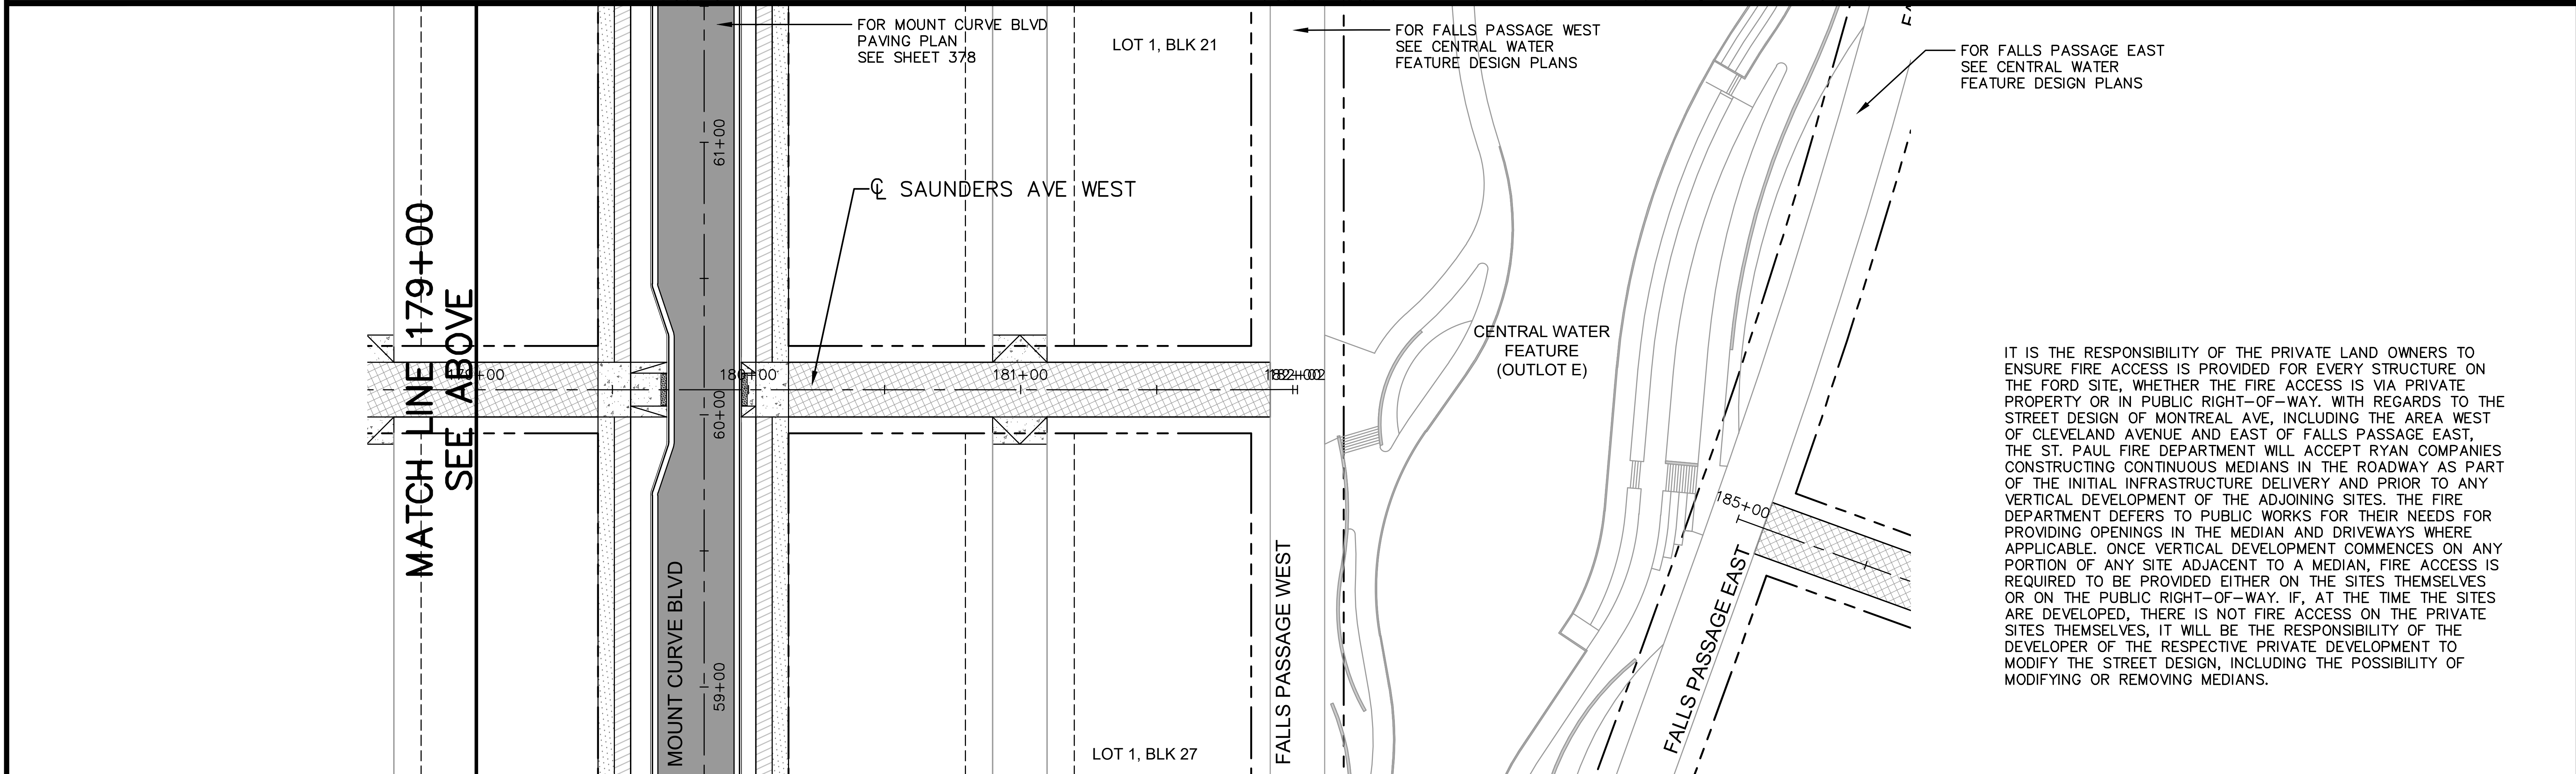 FOR MOUNT CURVE BLVD
PAVING PLAN
SEE SHEET 378
LOT 1, BLK 21
FOR FALLS PASSAGE WEST
SEE CENTRAL WATER
FEATURE DESIGN PLANS
FOR FALLS PASSAGE EAST
SEE CENTRAL WATER
FEATURE DESIGN PLANS
61+00
℄ SAUNDERS AVE WEST
MATCH LINE 179+00
SEE ABOVE
179+00
180+00
181+00
182+00
60+00
CENTRAL WATER
FEATURE
(OUTLOT E)
185+00
59+00
MOUNT CURVE BLVD
FALLS PASSAGE WEST
FALLS PASSAGE EAST
LOT 1, BLK 27
IT IS THE RESPONSIBILITY OF THE PRIVATE LAND OWNERS TO
ENSURE FIRE ACCESS IS PROVIDED FOR EVERY STRUCTURE ON
THE FORD SITE, WHETHER THE FIRE ACCESS IS VIA PRIVATE
PROPERTY OR IN PUBLIC RIGHT-OF-WAY. WITH REGARDS TO THE
STREET DESIGN OF MONTREAL AVE, INCLUDING THE AREA WEST
OF CLEVELAND AVENUE AND EAST OF FALLS PASSAGE EAST,
THE ST. PAUL FIRE DEPARTMENT WILL ACCEPT RYAN COMPANIES
CONSTRUCTING CONTINUOUS MEDIANS IN THE ROADWAY AS PART
OF THE INITIAL INFRASTRUCTURE DELIVERY AND PRIOR TO ANY
VERTICAL DEVELOPMENT OF THE ADJOINING SITES. THE FIRE
DEPARTMENT DEFERS TO PUBLIC WORKS FOR THEIR NEEDS FOR
PROVIDING OPENINGS IN THE MEDIAN AND DRIVEWAYS WHERE
APPLICABLE. ONCE VERTICAL DEVELOPMENT COMMENCES ON ANY
PORTION OF ANY SITE ADJACENT TO A MEDIAN, FIRE ACCESS IS
REQUIRED TO BE PROVIDED EITHER ON THE SITES THEMSELVES
OR ON THE PUBLIC RIGHT-OF-WAY. IF, AT THE TIME THE SITES
ARE DEVELOPED, THERE IS NOT FIRE ACCESS ON THE PRIVATE
SITES THEMSELVES, IT WILL BE THE RESPONSIBILITY OF THE
DEVELOPER OF THE RESPECTIVE PRIVATE DEVELOPMENT TO
MODIFY THE STREET DESIGN, INCLUDING THE POSSIBILITY OF
MODIFYING OR REMOVING MEDIANS.